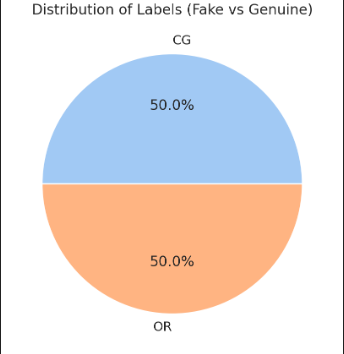 Distribution of Labels (Fake vs Genuine)
CG
50.0%
50.0%
OR